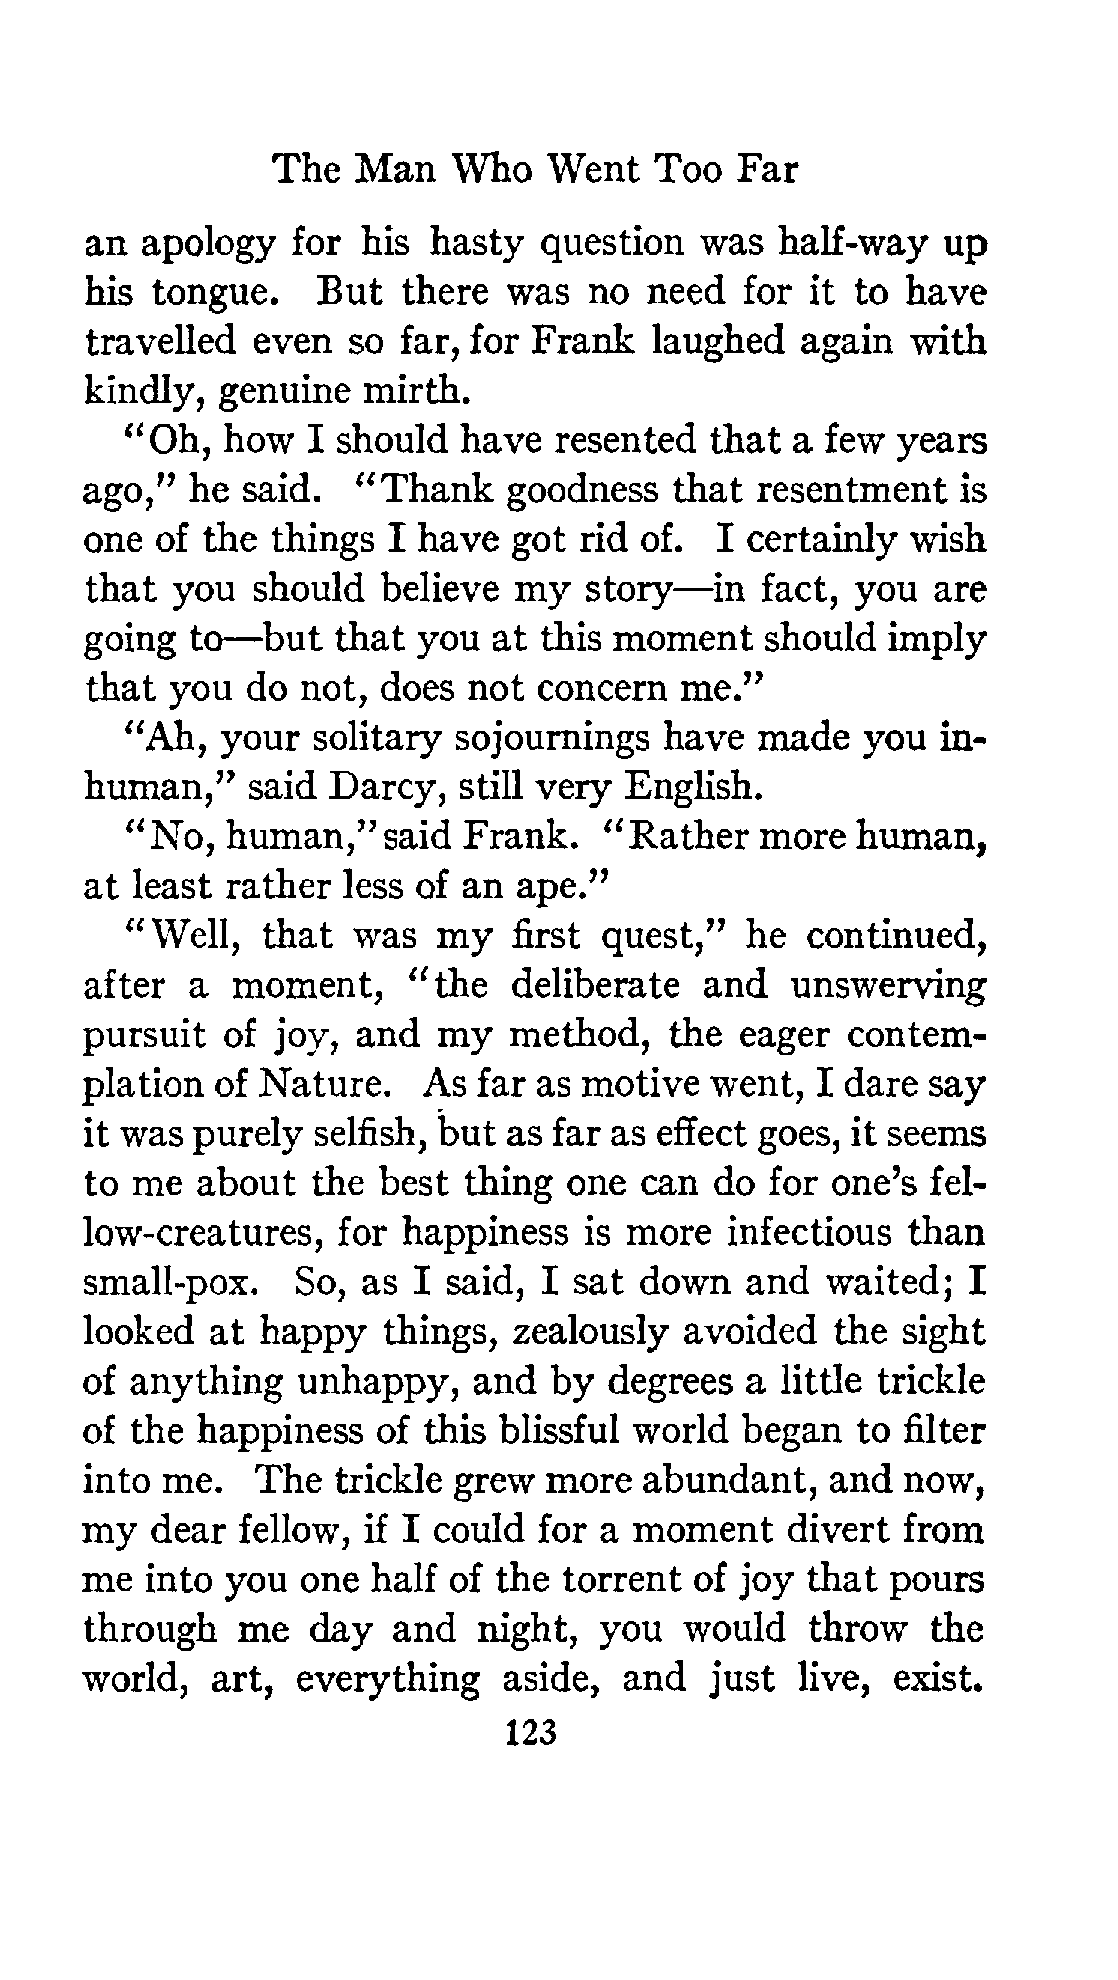 The Man Who Went Too Far
an apology for his hasty question was half-way up
his tongue. But there was no need for it to have
travelled even so far, for Frank laughed again with
kindly, genuine mirth.
“Oh, how I should have resented that a few years
ago,” he said. “Thank goodness that resentment is
one of the things I have got rid of. I certainly wish
that you should believe my story—in fact, you are
going to—but that you at this moment should imply
that you do not, does not concern me.”
“Ah, your solitary sojournings have made you in-
human,” said Darcy, still very English.
“No, human,” said Frank. “Rather more human,
at least rather less of an ape.”
“Well, that was my first quest,” he continued,
after a moment, “the deliberate and unswerving
pursuit of joy, and my method, the eager contem-
plation of Nature. As far as motive went, I dare say
it was purely selfish, but as far as effect goes, it seems
to me about the best thing one can do for one’s fel-
low-creatures, for happiness is more infectious than
small-pox. So, as I said, I sat down and waited; I
looked at happy things, zealously avoided the sight
of anything unhappy, and by degrees a little trickle
of the happiness of this blissful world began to filter
into me. The trickle grew more abundant, and now,
my dear fellow, if I could for a moment divert from
me into you one half of the torrent of joy that pours
through me day and night, you would throw the
world, art, everything aside, and just live, exist.
123